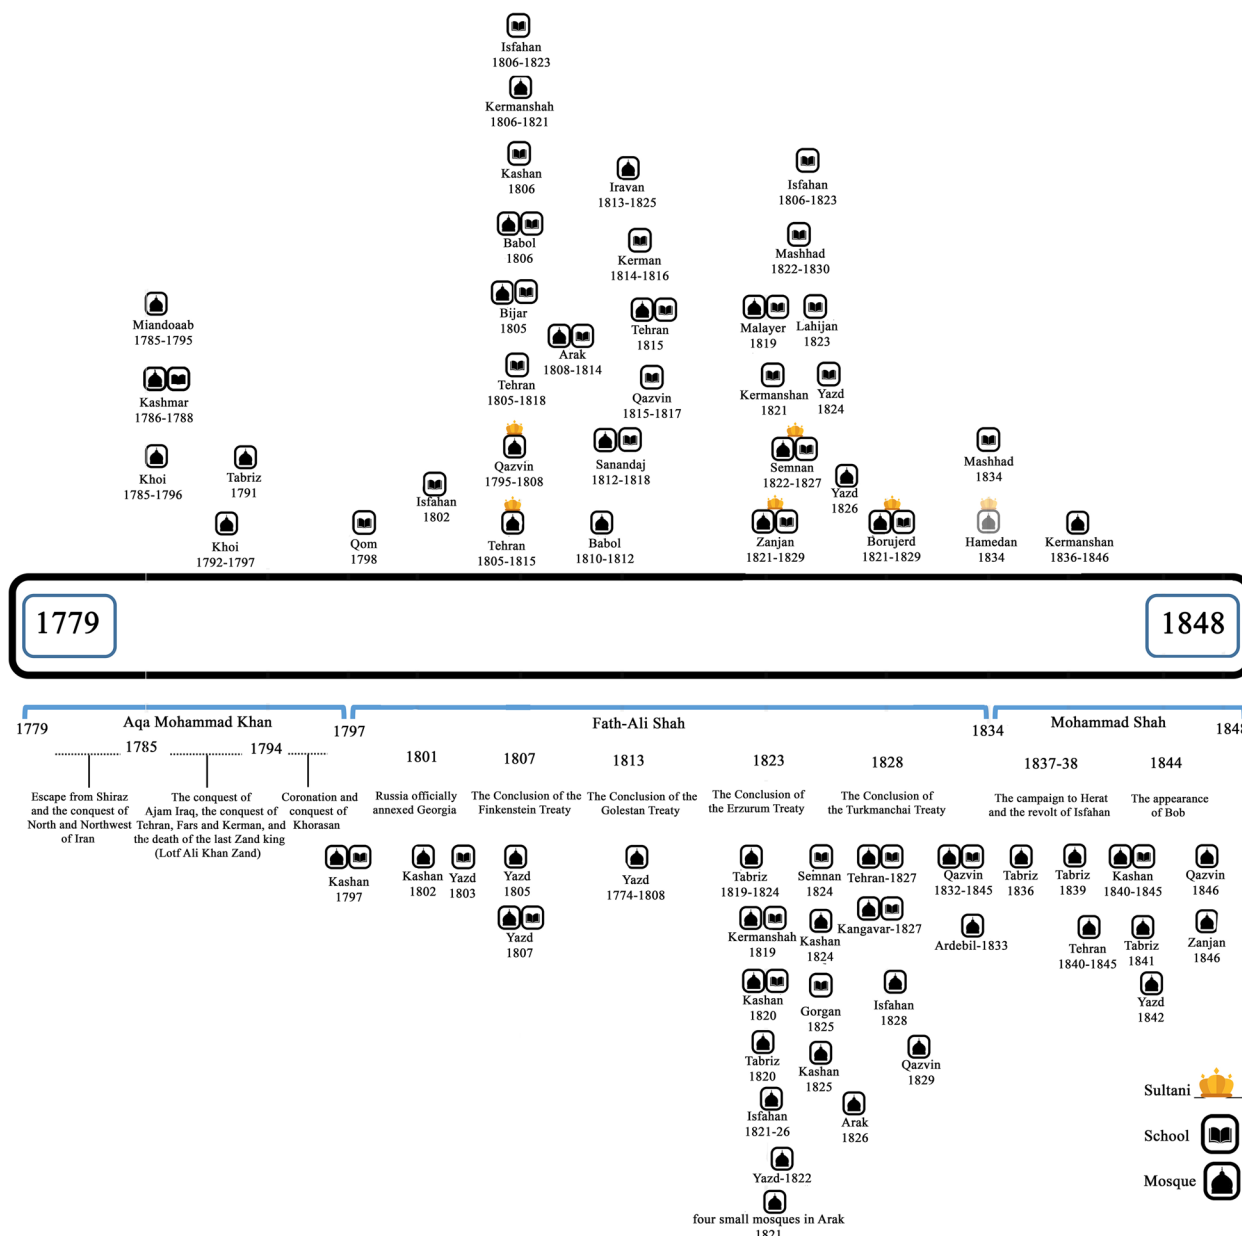 Isfahan
1806-1823
Kermanshah
1806-1821
Kashan
1806
Babol
1806
Bijar
1805
Arak
1808-1814
Tehran
1805-1818
Qazvin
1795-1808
Tehran
1805-1815
Miandoaab
1785-1795
Kashmar
1786-1788
Khoi
1785-1796
Tabriz
1791
Khoi
1792-1797
Qom
1798
Isfahan
1802
Iravan
1813-1825
Kerman
1814-1816
Tehran
1815
Qazvin
1815-1817
Sanandaj
1812-1818
Babol
1810-1812
Isfahan
1806-1823
Mashhad
1822-1830
Malayer
1819
Lahijan
1823
Kermanshan
1821
Yazd
1824
Semnan
1822-1827
Yazd
1826
Zanjan
1821-1829
Borujerd
1821-1829
Mashhad
1834
Hamedan
1834
Kermanshan
1836-1846
1779
1848
Aqa Mohammad Khan
Fath-Ali Shah
Mohammad Shah
1779
1797
1834
1848
1785
1794
1801
1807
1813
1823
1828
1837-38
1844
Escape from Shiraz
and the conquest of
North and Northwest
of Iran
The conquest of
Ajam Iraq, the conquest of
Tehran, Fars and Kerman, and
the death of the last Zand king
(Lotf Ali Khan Zand)
Coronation and
conquest of
Khorasan
Russia officially
annexed Georgia
The Conclusion of the
Finkenstein Treaty
The Conclusion of the
Golestan Treaty
The Conclusion of
the Erzurum Treaty
The Conclusion of
the Turkmanchai Treaty
The campaign to Herat
and the revolt of Isfahan
The appearance
of Bob
Kashan
1797
Kashan
1802
Yazd
1803
Yazd
1805
Yazd
1807
Yazd
1774-1808
Tabriz
1819-1824
Kermanshah
1819
Kashan
1820
Tabriz
1820
Isfahan
1821-26
Yazd-1822
four small mosques in Arak
1821
Semnan
1824
Kashan
1824
Gorgan
1825
Kashan
1825
Arak
1826
Tehran-1827
Kangavar-1827
Isfahan
1828
Qazvin
1829
Qazvin
1832-1845
Ardebil-1833
Tabriz
1836
Tabriz
1839
Tehran
1840-1845
Kashan
1840-1845
Tabriz
1841
Yazd
1842
Qazvin
1846
Zanjan
1846
Sultani
School
Mosque